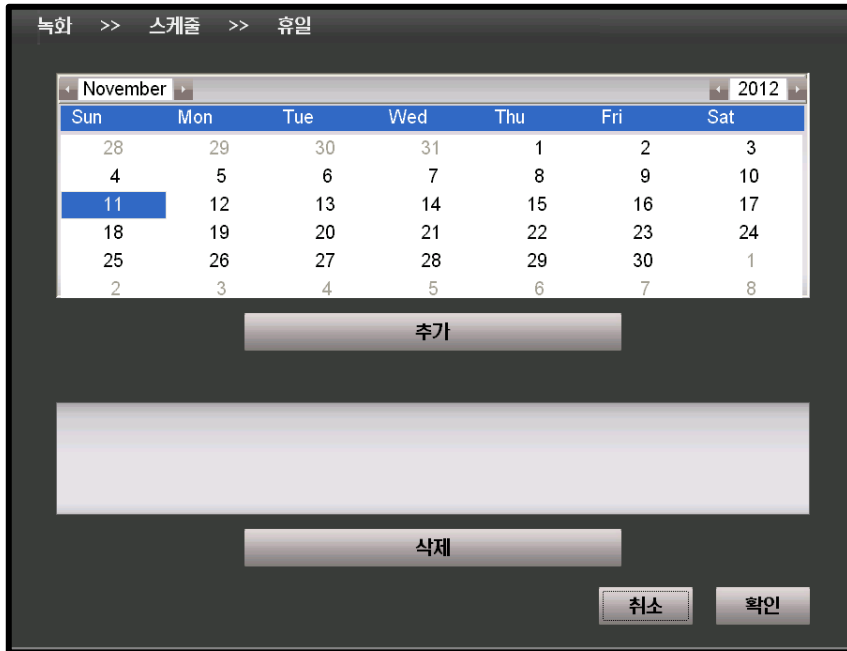 녹화 >> 스케줄 >> 휴일
November 2012
Sun Mon Tue Wed Thu Fri Sat
28 29 30 31 1 2 3
4 5 6 7 8 9 10
11 12 13 14 15 16 17
18 19 20 21 22 23 24
25 26 27 28 29 30 1
2 3 4 5 6 7 8
추가
삭제
취소 확인